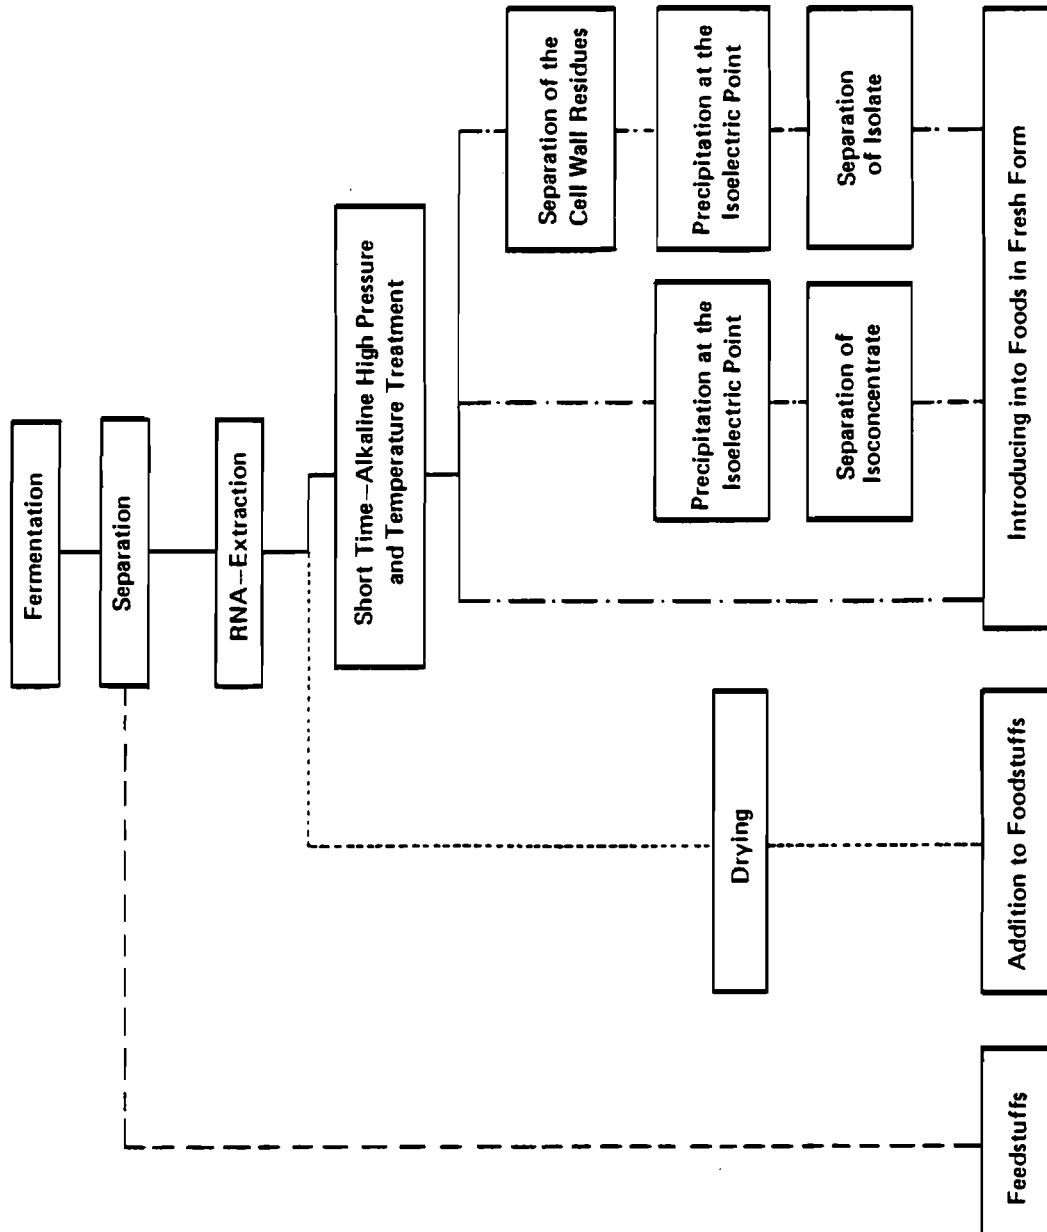 Fermentation
Separation
RNA–Extraction
Short Time–Alkaline High Pressure
and Temperature Treatment
Separation of the
Cell Wall Residues
Precipitation at the
Isoelectric Point
Precipitation at the
Isoelectric Point
Drying
Separation of
Isoconcentrate
Separation
of Isolate
Feedstuffs
Addition to Foodstuffs
Introducing into Foods in Fresh Form